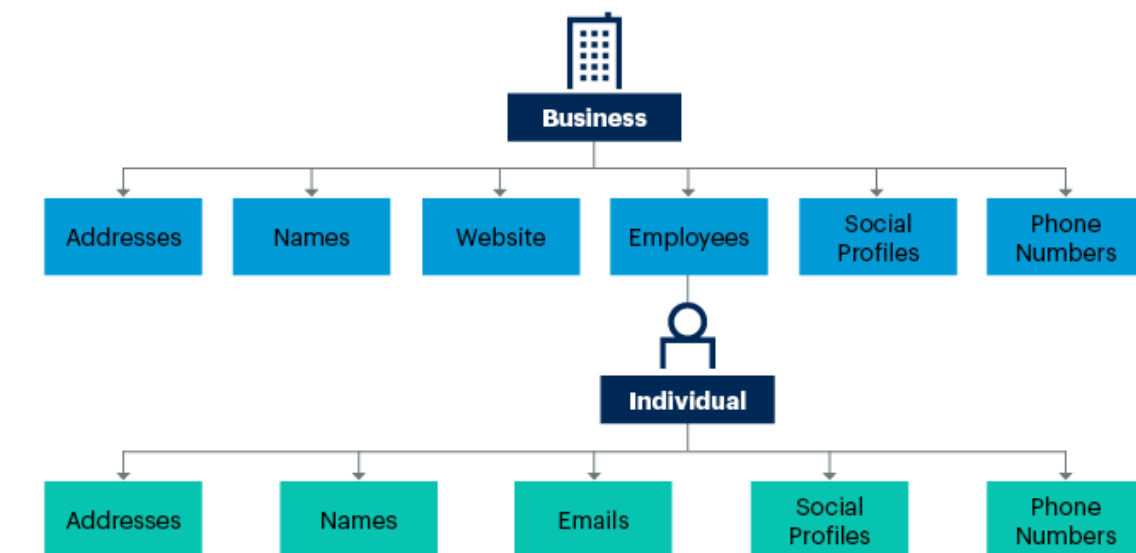 Business
Addresses
Names
Website
Employees
Social
Profiles
Phone
Numbers
Individual
Addresses
Names
Emails
Social
Profiles
Phone
Numbers